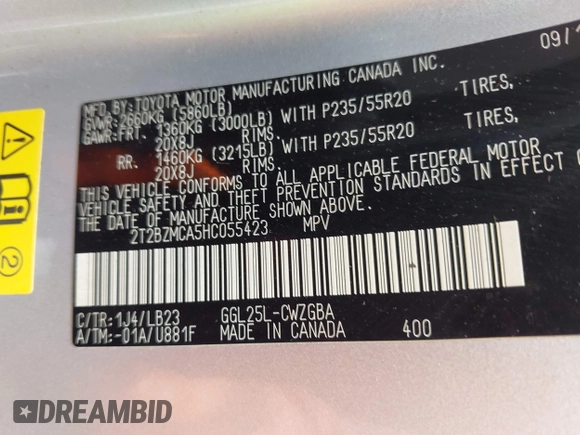 09/1
MFD.BY:TOYOTA MOTOR MANUFACTURING CANADA INC.
GVWR:2660KG (5860LB)
GAWR:FRT. 1360KG (3000LB) WITH P235/55R20 TIRES,
20X8J RIMS.
RR. 1460KG (3215LB) WITH P235/55R20 TIRES,
20X8J RIMS.
THIS VEHICLE CONFORMS TO ALL APPLICABLE FEDERAL MOTOR
VEHICLE SAFETY AND THEFT PREVENTION STANDARDS IN EFFECT
THE DATE OF MANUFACTURE SHOWN ABOVE.
2T2BZMCA5HC055423 MPV
C/TR:1J4/LB23 GGL25L-CWZGBA
A/TM:-01A/U881F MADE IN CANADA 400
2
DREAMBID